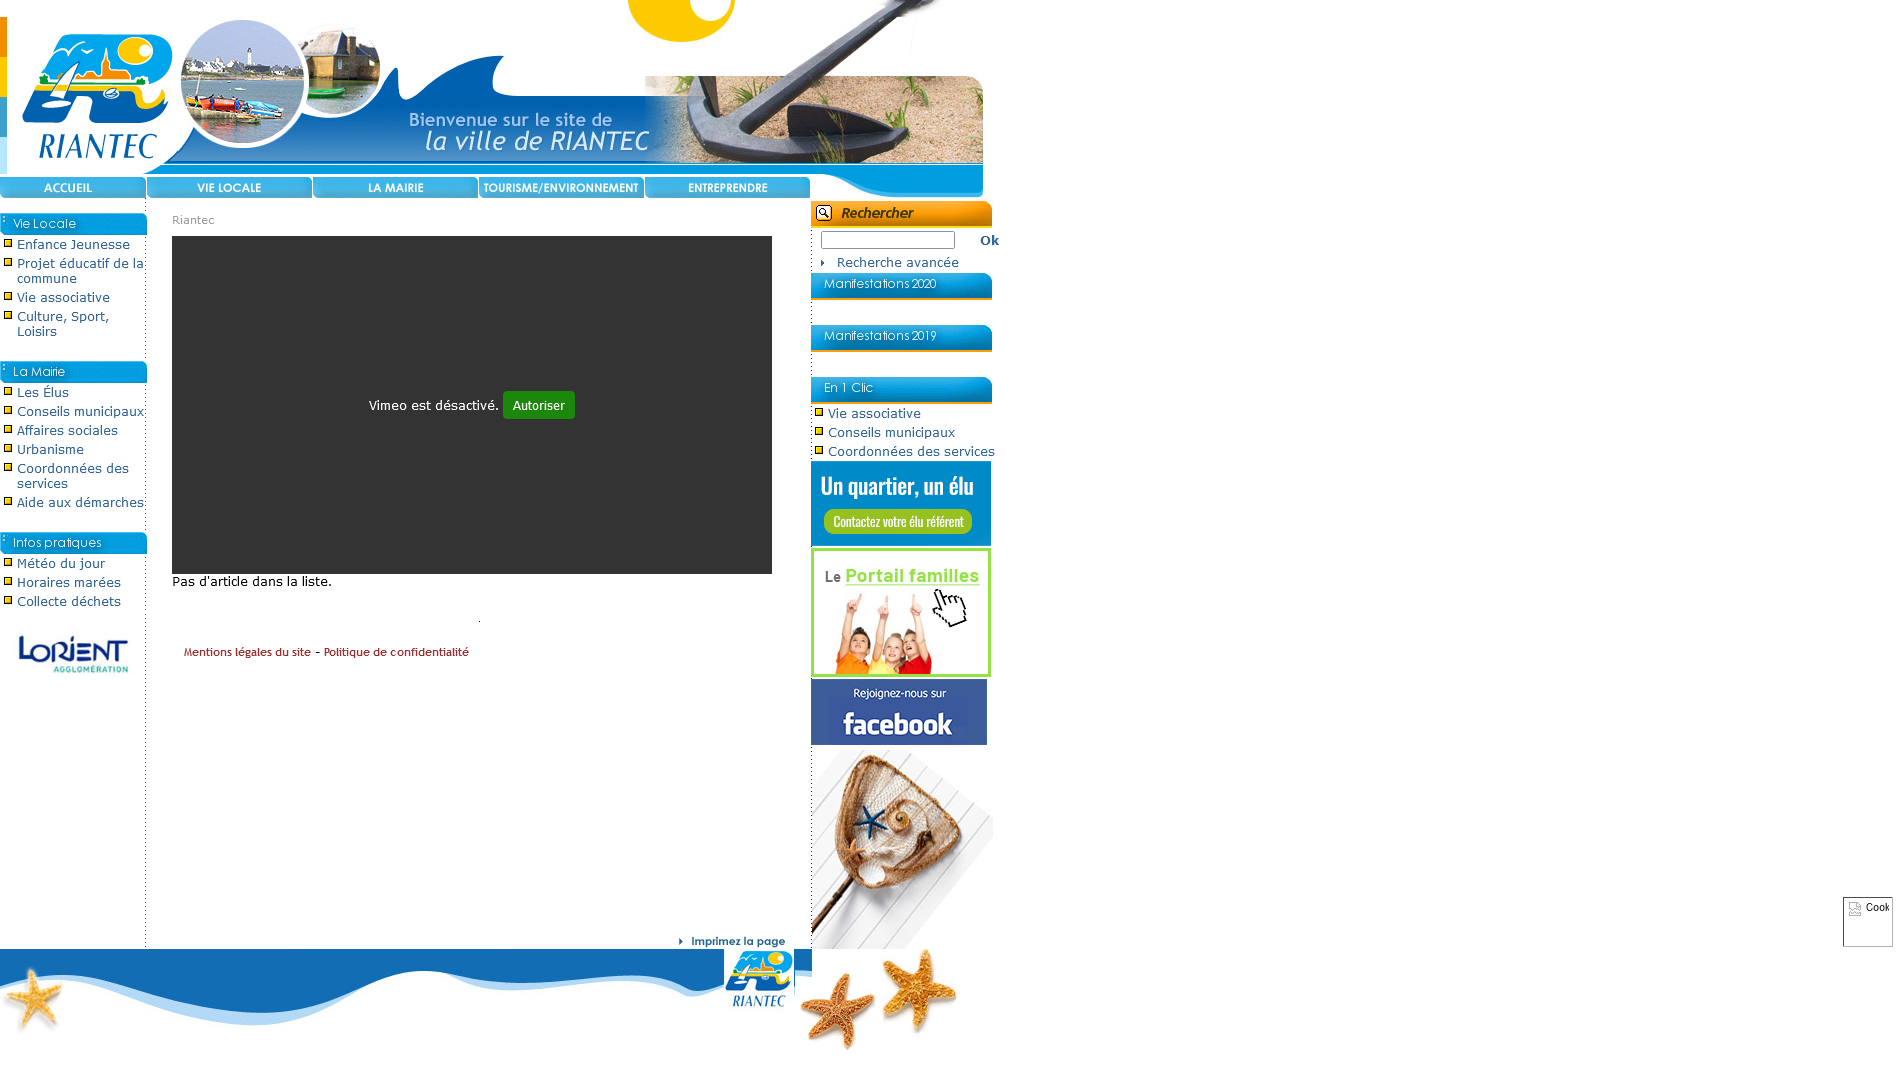 RIANTEC
Bienvenue sur le site de
la ville de RIANTEC
ACCUEIL
VIE LOCALE
LA MAIRIE
TOURISME/ENVIRONNEMENT
ENTREPRENDRE
Vie Locale
Enfance Jeunesse
Projet éducatif de la
commune
Vie associative
Culture, Sport,
Loisirs
La Mairie
Les Élus
Conseils municipaux
Affaires sociales
Urbanisme
Coordonnées des
services
Aide aux démarches
Infos pratiques
Météo du jour
Horaires marées
Collecte déchets
LORIENT
AGGLOMÉRATION
Riantec
Vimeo est désactivé. Autoriser
Pas d'article dans la liste.
Mentions légales du site - Politique de confidentialité
Rechercher
Ok
Recherche avancée
Manifestations 2020
Manifestations 2019
En 1 Clic
Vie associative
Conseils municipaux
Coordonnées des services
Un quartier, un élu
Contactez votre élu référent
Le Portail familles
Rejoignez-nous sur
facebook
Imprimez la page
RIANTEC
Cook